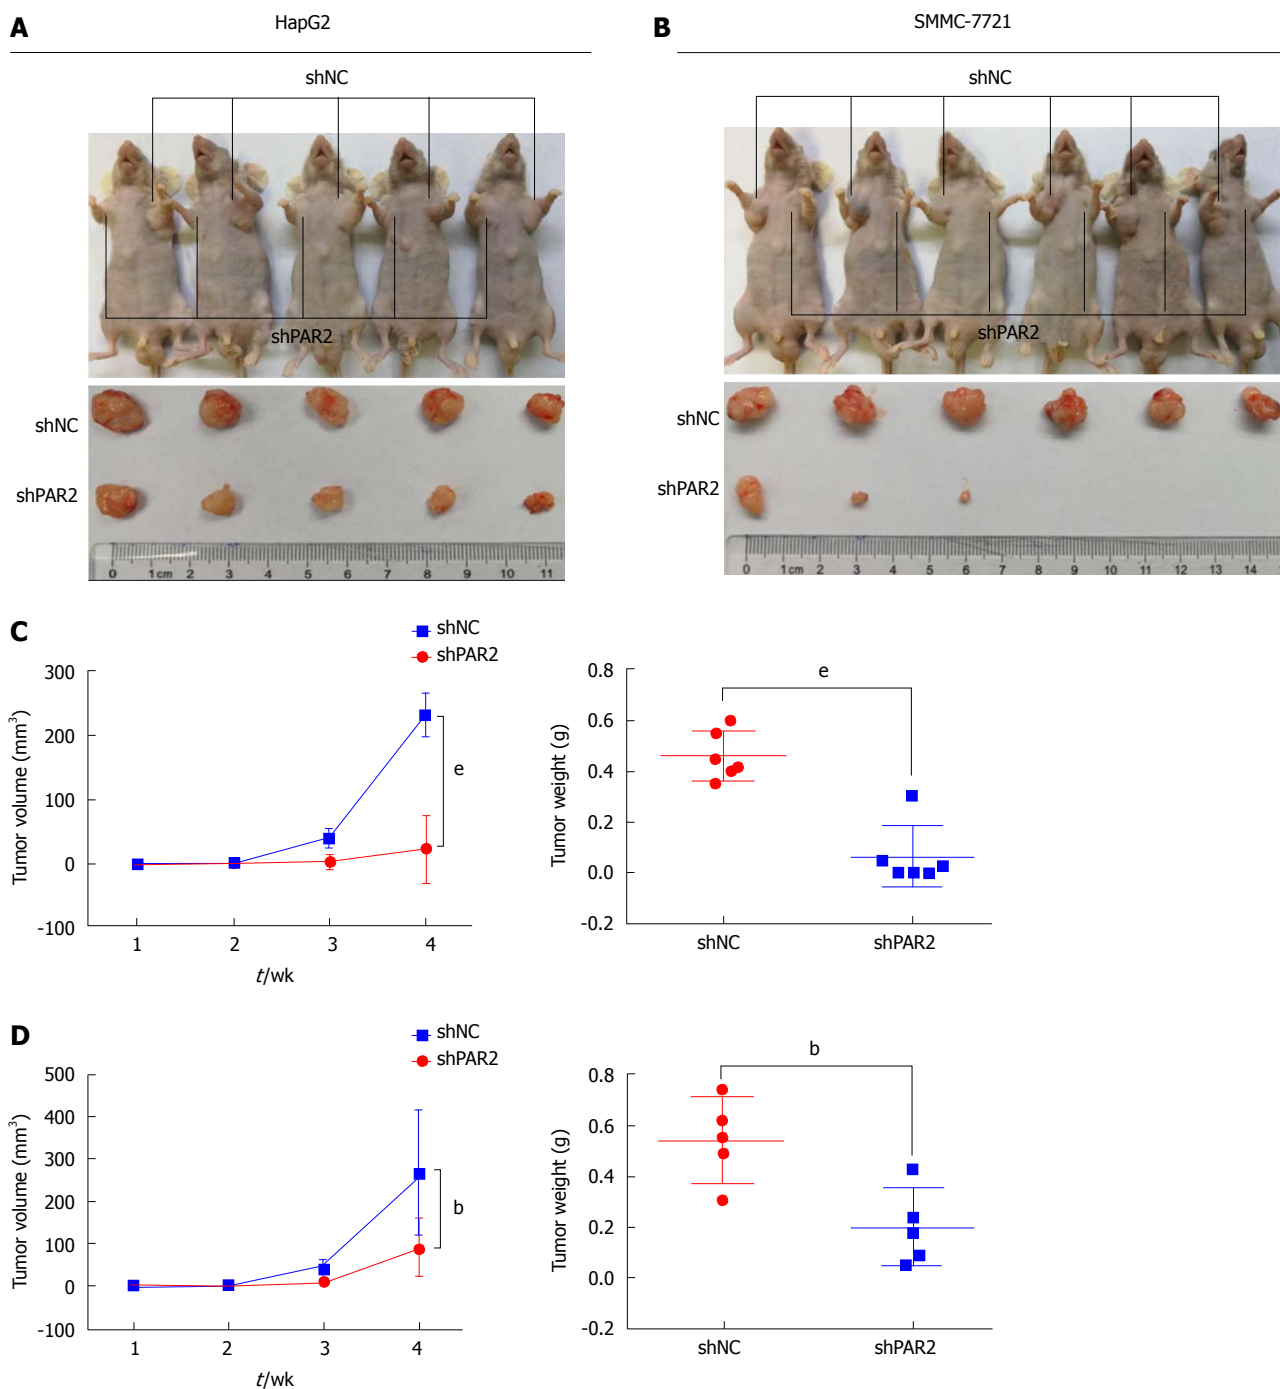 A
HapG2
shNC
shPAR2
shNC
shPAR2
0 1cm 2 3 4 5 6 7 8 9 10 11
B
SMMC-7721
shNC
shPAR2
shNC
shPAR2
0 1cm 2 3 4 5 6 7 8 9 10 11 12 13 14
C
shNC
shPAR2
Tumor volume (mm³)
300
200
100
0
-100
1 2 3 4
t/wk
e
Tumor weight (g)
0.8
0.6
0.4
0.2
0.0
-0.2
shNC shPAR2
e
D
shNC
shPAR2
Tumor volume (mm³)
500
400
300
200
100
0
-100
1 2 3 4
t/wk
b
Tumor weight (g)
0.8
0.6
0.4
0.2
0.0
-0.2
shNC shPAR2
b